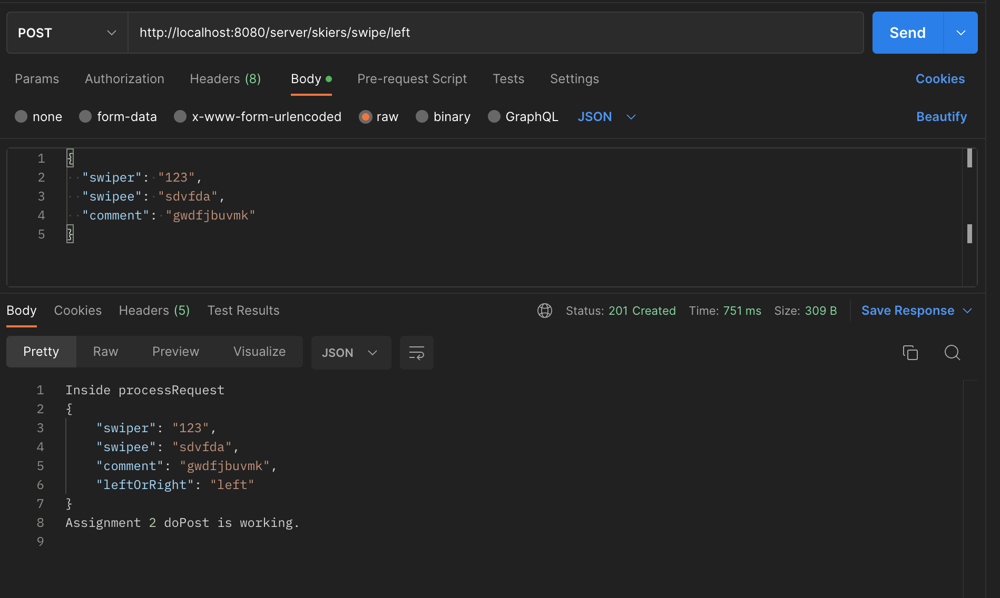 POST http://localhost:8080/server/skiers/swipe/left Send
Params Authorization Headers (8) Body Pre-request Script Tests Settings Cookies
none form-data x-www-form-urlencoded raw binary GraphQL JSON Beautify
1 {
2 "swiper": "123",
3 "swipee": "sdvfda",
4 "comment": "gwdfjbuvmk"
5 }
Body Cookies Headers (5) Test Results Status: 201 Created Time: 751 ms Size: 309 B Save Response
Pretty Raw Preview Visualize JSON
1 Inside processRequest
2 {
3 "swiper": "123",
4 "swipee": "sdvfda",
5 "comment": "gwdfjbuvmk",
6 "leftOrRight": "left"
7 }
8 Assignment 2 doPost is working.
9